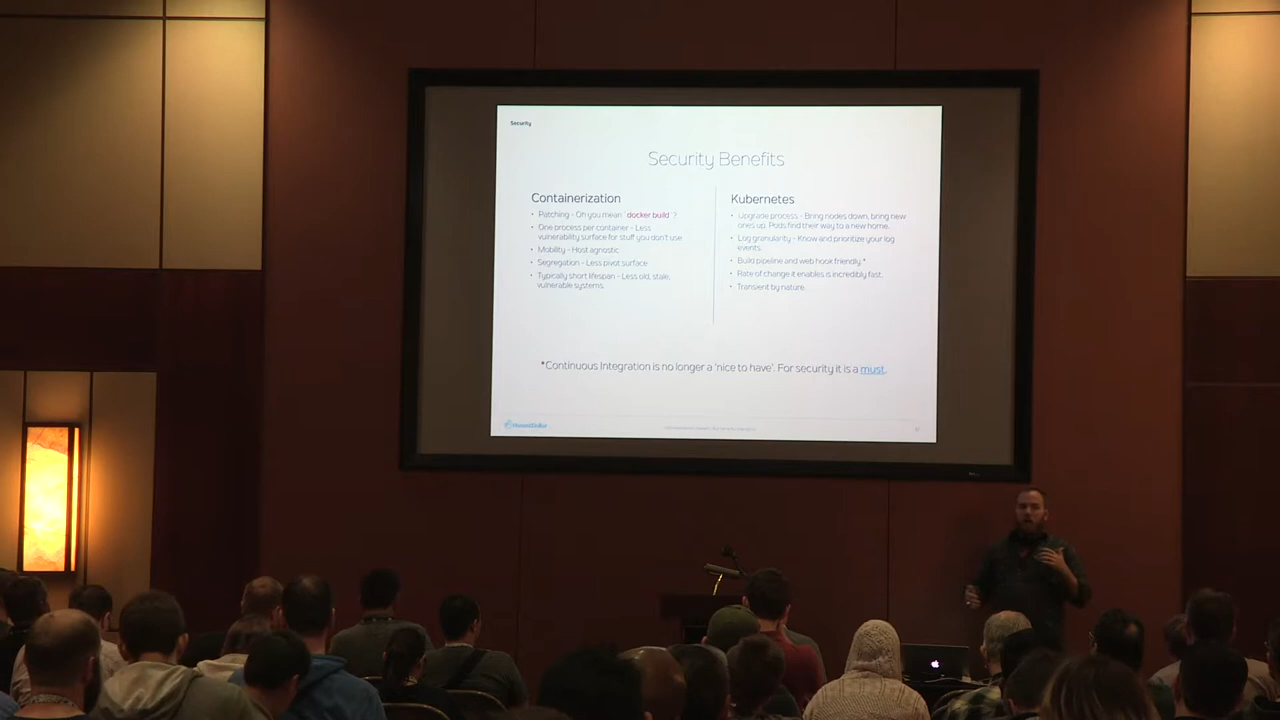 Security
Security Benefits
Containerization
• Patching - Oh you mean `docker build`?
• One process per container - Less
vulnerability surface for stuff you don't use
• Mobility - Host agnostic.
• Segregation - Less pivot surface
• Typically short lifespan - Less old, stale,
vulnerable systems.
Kubernetes
• Upgrade process - Bring nodes down, bring new
ones up. Pods find their way to a new home.
• Log granularity - Know and prioritize your log
events.
• Build pipeline and web hook friendly.*
• Rate of change it enables is incredibly fast.
• Transient by nature.
*Continuous Integration is no longer a 'nice to have'. For security it is a must.